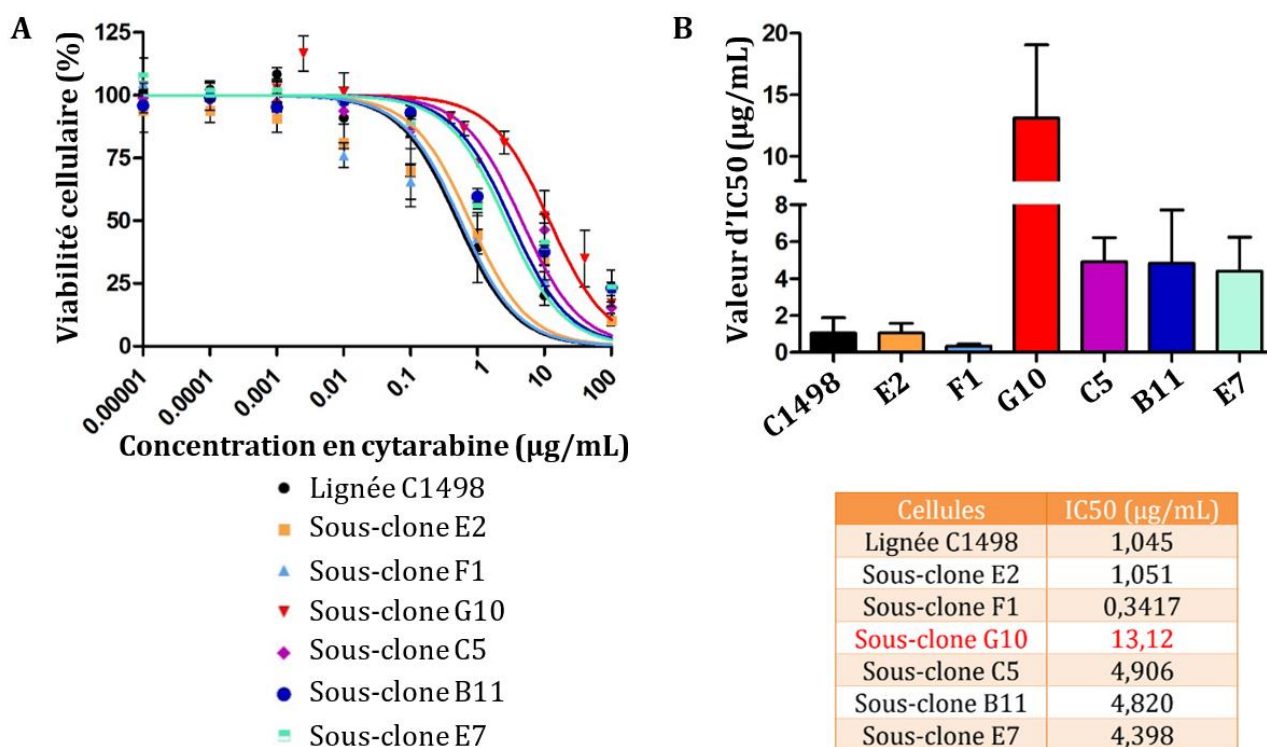 A
Viabilité cellulaire (%)
125
100
75
50
25
0
0.00001
0.0001
0.001
0.01
0.1
1
10
100
Concentration en cytarabine (µg/mL)
Lignée C1498
Sous-clone E2
Sous-clone F1
Sous-clone G10
Sous-clone C5
Sous-clone B11
Sous-clone E7
B
Valeur d'IC50 (µg/mL)
20
15
10
8
6
4
2
0
C1498
E2
F1
G10
C5
B11
E7
Cellules IC50 (µg/mL)
Lignée C1498 1,045
Sous-clone E2 1,051
Sous-clone F1 0,3417
Sous-clone G10 13,12
Sous-clone C5 4,906
Sous-clone B11 4,820
Sous-clone E7 4,398